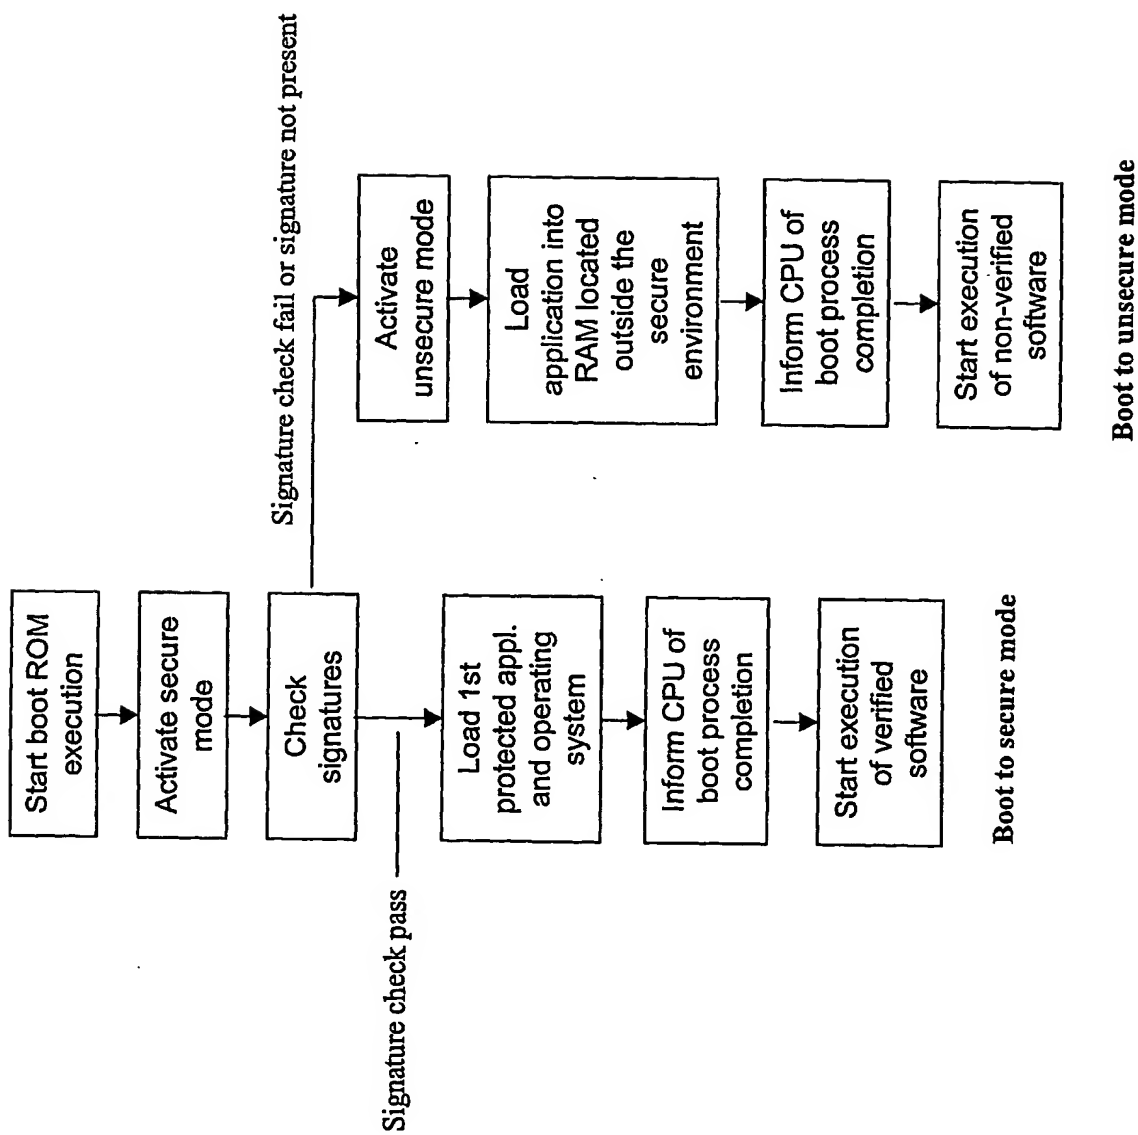 Start boot ROM
execution
Activate secure
mode
Check
signatures
Signature check pass
Load 1st
protected appl.
and operating
system
Inform CPU of
boot process
completion
Start execution
of verified
software
Boot to secure mode
Signature check fail or signature not present
Activate
unsecure mode
Load
application into
RAM located
outside the
secure
environment
Inform CPU of
boot process
completion
Start execution
of non-verified
software
Boot to unsecure mode